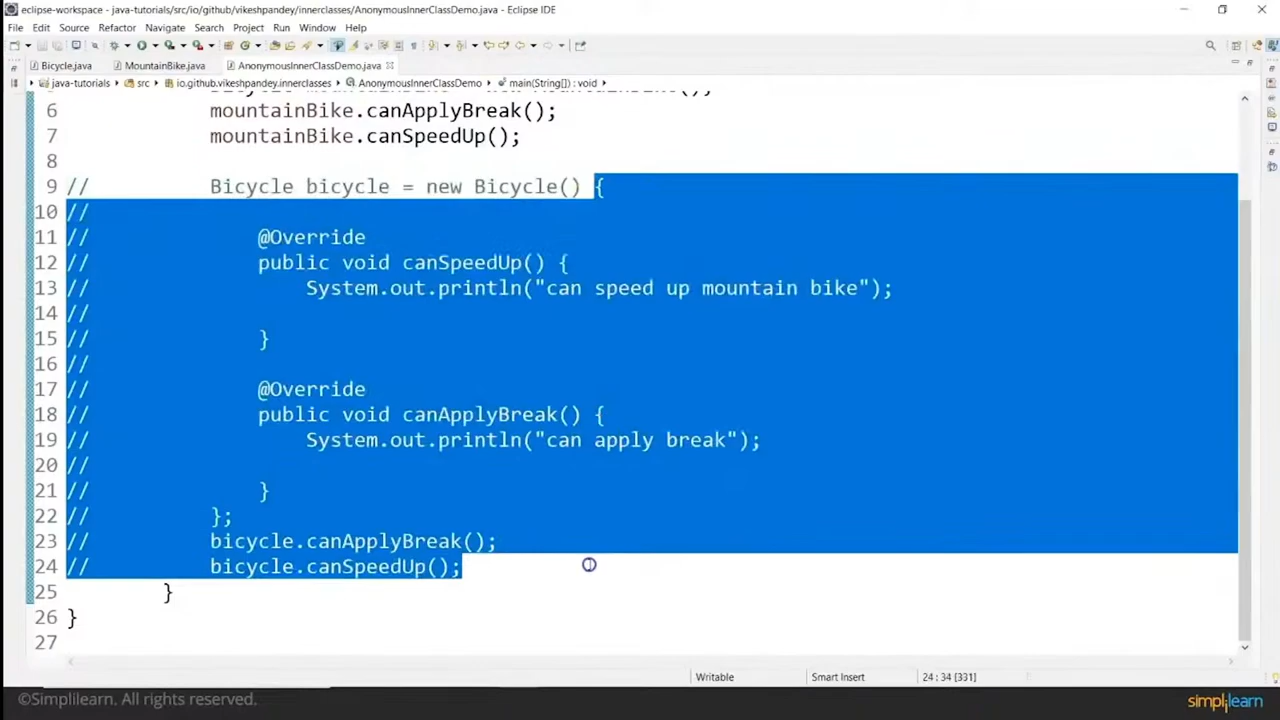 eclipse-workspace - java-tutorials/src/io/github/vikeshpandey/innerclasses/AnonymousInnerClassDemo.java - Eclipse IDE
File Edit Source Refactor Navigate Search Project Run Window Help
Bicycle.java MountainBike.java AnonymousInnerClassDemo.java
java-tutorials src io.github.vikeshpandey.innerclasses AnonymousInnerClassDemo main(String[]) : void
6 mountainBike.canApplyBreak();
7 mountainBike.canSpeedUp();
8
9 // Bicycle bicycle = new Bicycle() {
10 //
11 // @Override
12 // public void canSpeedUp() {
13 // System.out.println("can speed up mountain bike");
14 //
15 // }
16 //
17 // @Override
18 // public void canApplyBreak() {
19 // System.out.println("can apply break");
20 //
21 // }
22 // };
23 // bicycle.canApplyBreak();
24 // bicycle.canSpeedUp();
25 }
26 }
27
Writable Smart Insert 24 : 34 [331]
©Simplilearn. All rights reserved. simplilearn